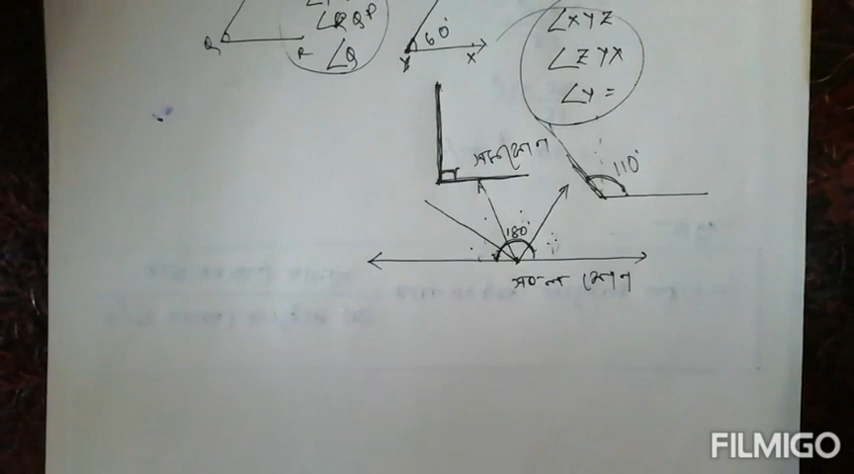 ∠RQP
∠Q
Q
R
60°
Y
X
∠XYZ
∠ZYX
∠Y =
সমকোণ
110°
180°
সরল কোণ
FILMIGO